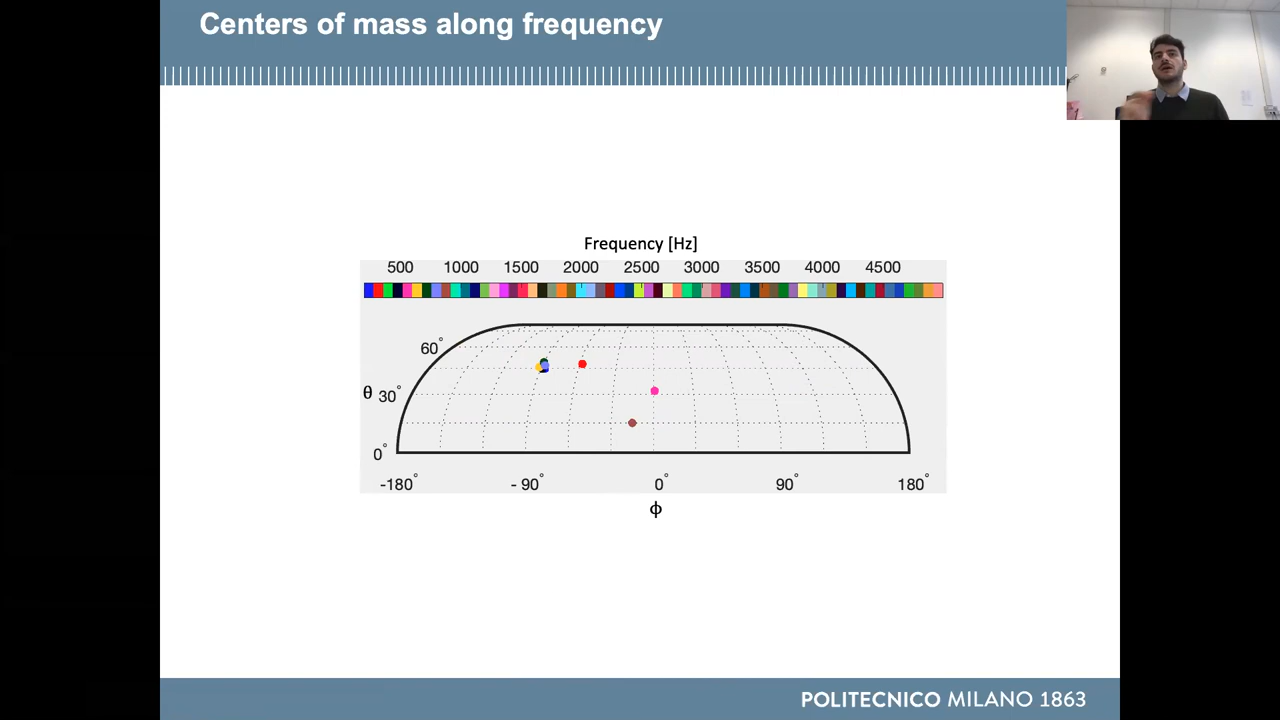 Centers of mass along frequency
Frequency [Hz]
500 1000 1500 2000 2500 3000 3500 4000 4500
60°
θ 30°
0°
-180° - 90° 0° 90° 180°
ϕ
POLITECNICO MILANO 1863